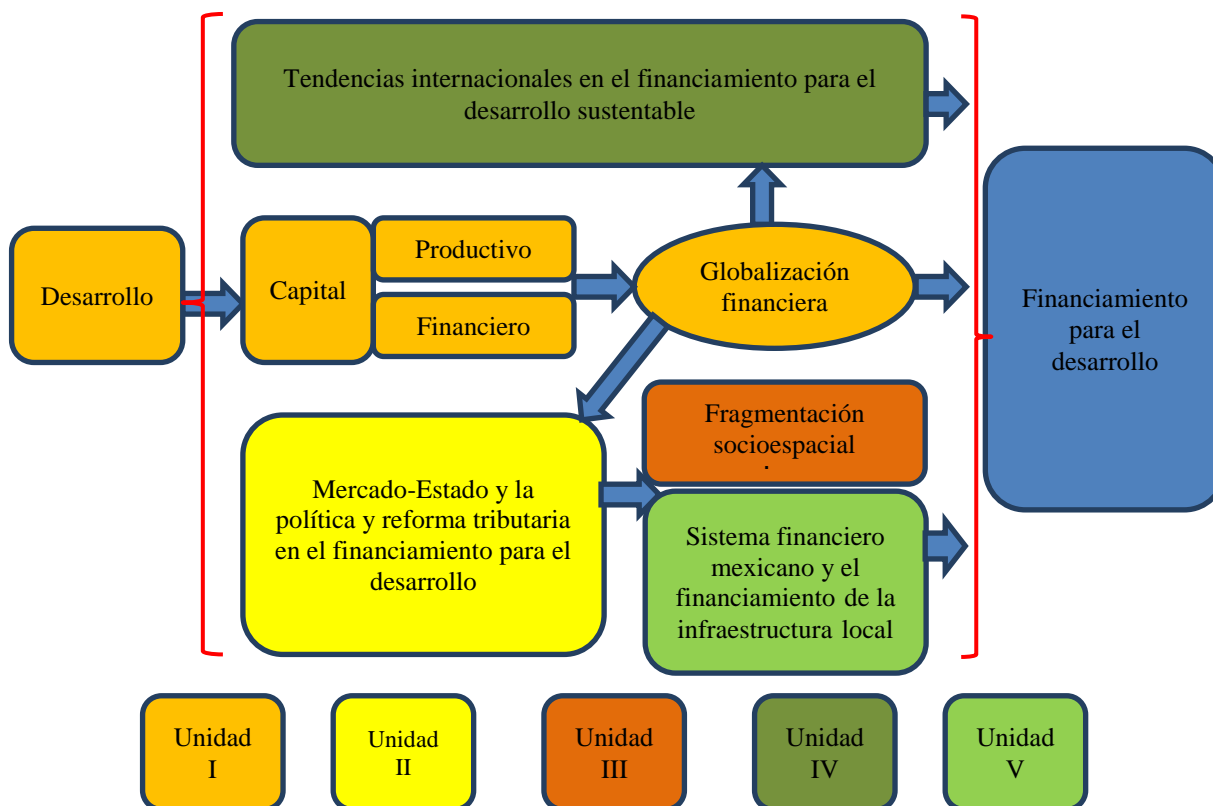 Tendencias internacionales en el financiamiento para el
desarrollo sustentable
Desarrollo
Capital
Productivo
Financiero
Globalización
financiera
Financiamiento
para el
desarrollo
Mercado-Estado y la
política y reforma tributaria
en el financiamiento para el
desarrollo
Fragmentación
socioespacial
.
Sistema financiero
mexicano y el
financiamiento de la
infraestructura local
Unidad
I
Unidad
II
Unidad
III
Unidad
IV
Unidad
V